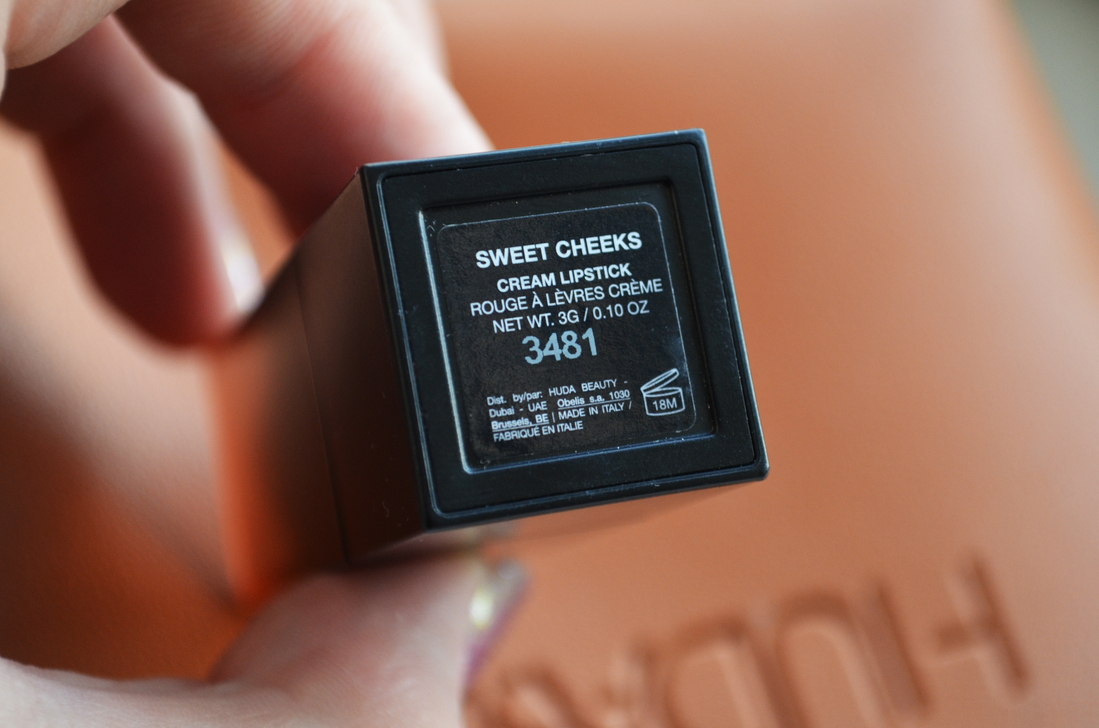 SWEET CHEEKS
CREAM LIPSTICK
ROUGE À LÈVRES CRÈME
NET WT. 3G / 0.10 OZ
3481
Dist. by/par: HUDA BEAUTY -
Dubai - UAE Obelis s.a. 1030
Brussels, BE | MADE IN ITALY /
FABRIQUÉ EN ITALIE
18M
HUDA